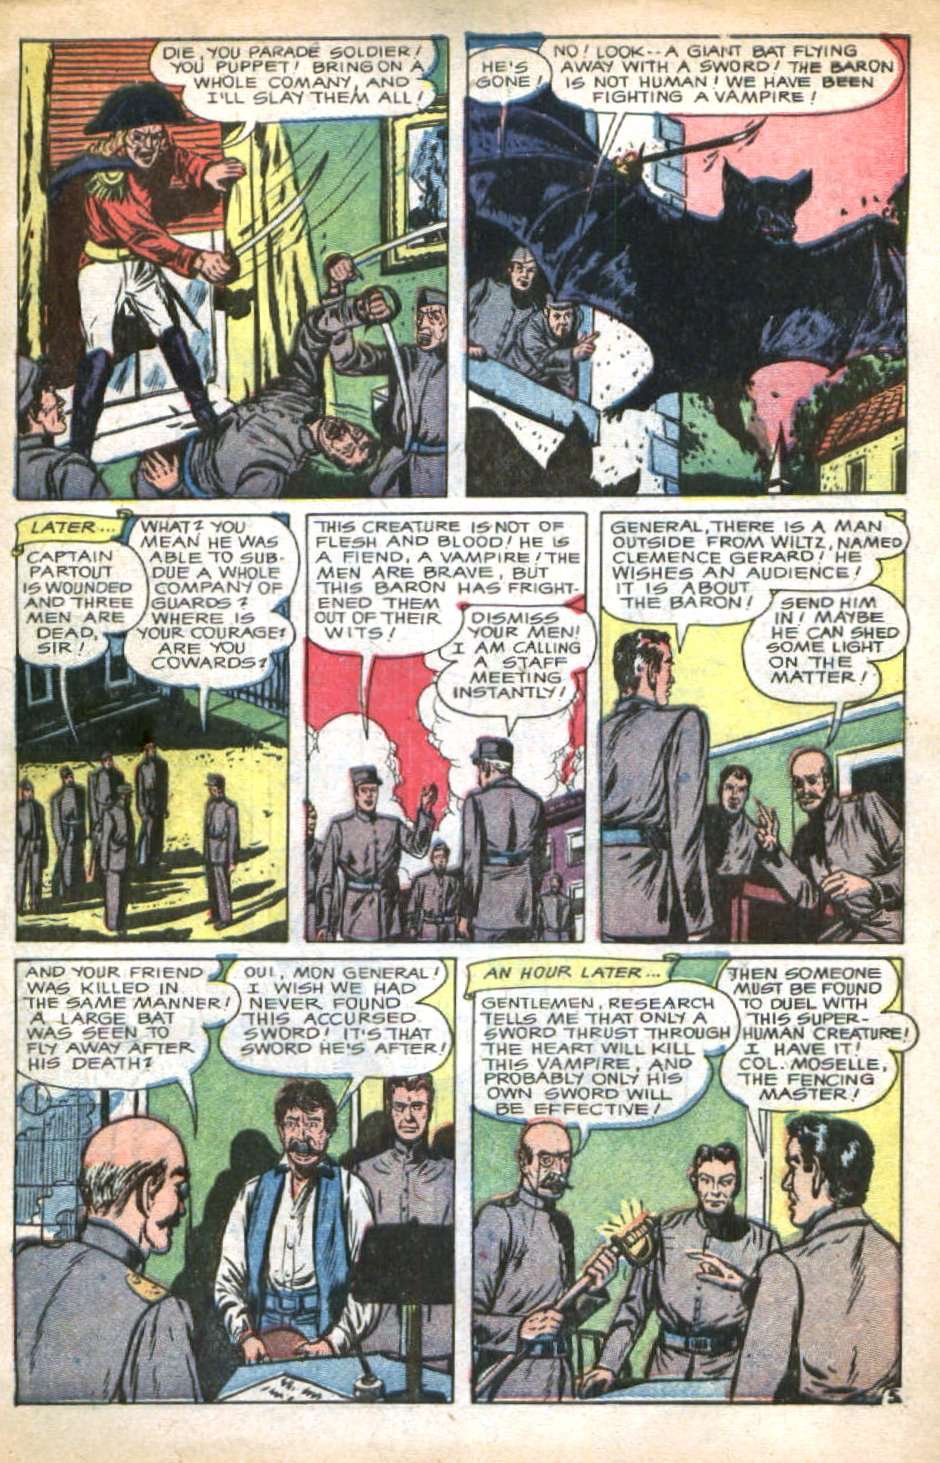 DIE, YOU PARADE SOLDIER!
YOU PUPPET! BRING ON A
WHOLE COMANY, AND
I'LL SLAY THEM ALL!
HE'S
GONE!
NO! LOOK-- A GIANT BAT FLYING
AWAY WITH A SWORD! THE BARON
IS NOT HUMAN! WE HAVE BEEN
FIGHTING A VAMPIRE!
LATER...
CAPTAIN
PARTOUT
IS WOUNDED
AND THREE
MEN ARE
DEAD,
SIR!
WHAT? YOU
MEAN HE WAS
ABLE TO SUB-
DUE A WHOLE
COMPANY OF
GUARDS?
WHERE IS
YOUR COURAGE?
ARE YOU
COWARDS?
THIS CREATURE IS NOT OF
FLESH AND BLOOD! HE IS
A FIEND, A VAMPIRE! THE
MEN ARE BRAVE, BUT
THIS BARON HAS FRIGHT-
ENED THEM
OUT OF THEIR
WITS!
DISMISS
YOUR MEN!
I AM CALLING
A STAFF
MEETING
INSTANTLY!
GENERAL, THERE IS A MAN
OUTSIDE FROM WILTZ, NAMED
CLEMENCE GERARD! HE
WISHES AN AUDIENCE!
IT IS ABOUT
THE BARON!
SEND HIM
IN! MAYBE
HE CAN SHED
SOME LIGHT
ON THE
MATTER!
AND YOUR FRIEND
WAS KILLED IN
THE SAME MANNER!
A LARGE BAT
WAS SEEN TO
FLY AWAY AFTER
HIS DEATH?
OUI, MON GENERAL!
I WISH WE HAD
NEVER FOUND
THIS ACCURSED
SWORD! IT'S THAT
SWORD HE'S AFTER!
AN HOUR LATER...
GENTLEMEN, RESEARCH
TELLS ME THAT ONLY A
SWORD THRUST THROUGH
THE HEART WILL KILL
THIS VAMPIRE, AND
PROBABLY ONLY HIS
OWN SWORD WILL
BE EFFECTIVE!
THEN SOMEONE
MUST BE FOUND
TO DUEL WITH
THIS SUPER-
HUMAN CREATURE!
I HAVE IT!
COL. MOSELLE,
THE FENCING
MASTER!
5